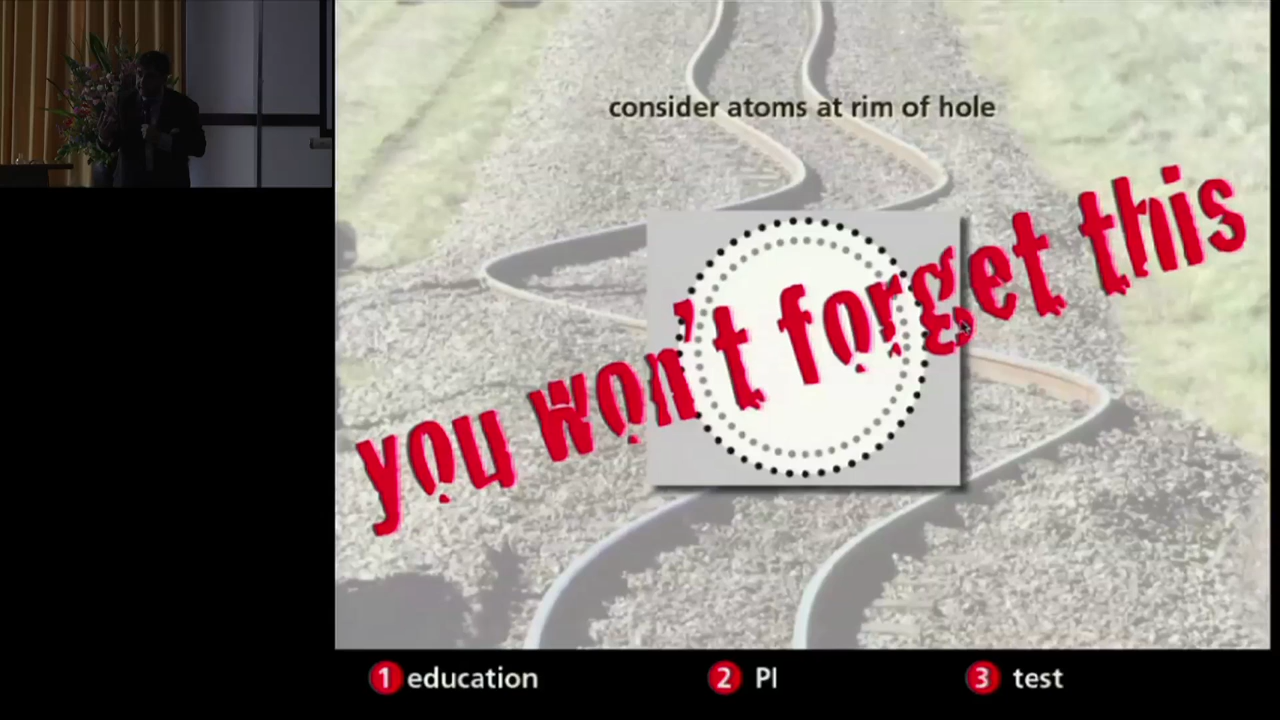 consider atoms at rim of hole
you won't forget this
1 education
2 PI
3 test